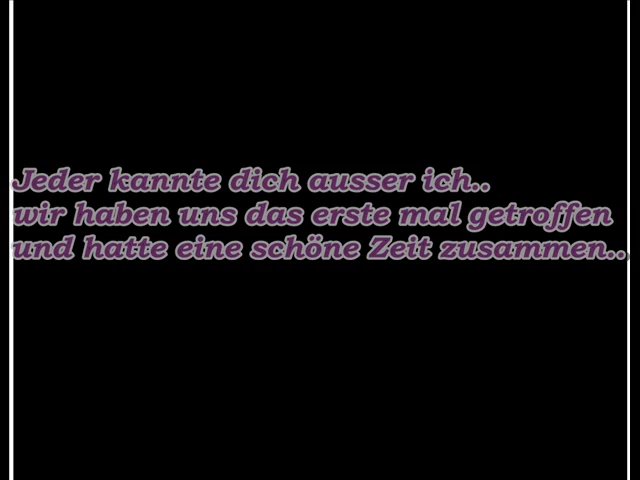 Jeder kannte dich ausser ich..
wir haben uns das erste mal getroffen
und hatte eine schöne Zeit zusammen..